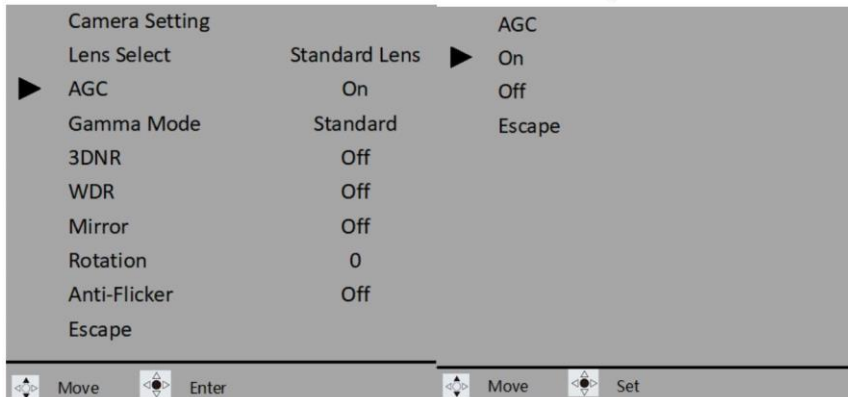 Camera Setting
Lens Select Standard Lens
AGC On
Gamma Mode Standard
3DNR Off
WDR Off
Mirror Off
Rotation 0
Anti-Flicker Off
Escape
Move Enter
AGC
On
Off
Escape
Move Set